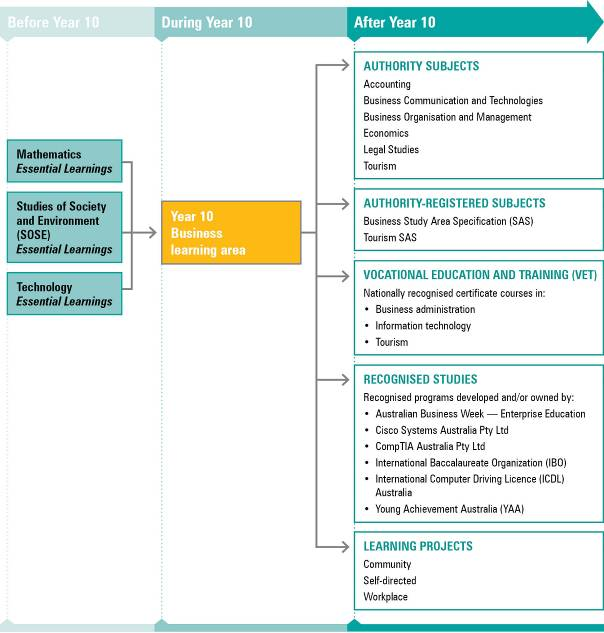 Before Year 10
During Year 10
After Year 10
Mathematics
Essential Learnings
Studies of Society
and Environment
(SOSE)
Essential Learnings
Technology
Essential Learnings
Year 10
Business
learning area
AUTHORITY SUBJECTS
Accounting
Business Communication and Technologies
Business Organisation and Management
Economics
Legal Studies
Tourism
AUTHORITY-REGISTERED SUBJECTS
Business Study Area Specification (SAS)
Tourism SAS
VOCATIONAL EDUCATION AND TRAINING (VET)
Nationally recognised certificate courses in:
• Business administration
• Information technology
• Tourism
RECOGNISED STUDIES
Recognised programs developed and/or owned by:
• Australian Business Week — Enterprise Education
• Cisco Systems Australia Pty Ltd
• CompTIA Australia Pty Ltd
• International Baccalaureate Organization (IBO)
• International Computer Driving Licence (ICDL)
Australia
• Young Achievement Australia (YAA)
LEARNING PROJECTS
Community
Self-directed
Workplace